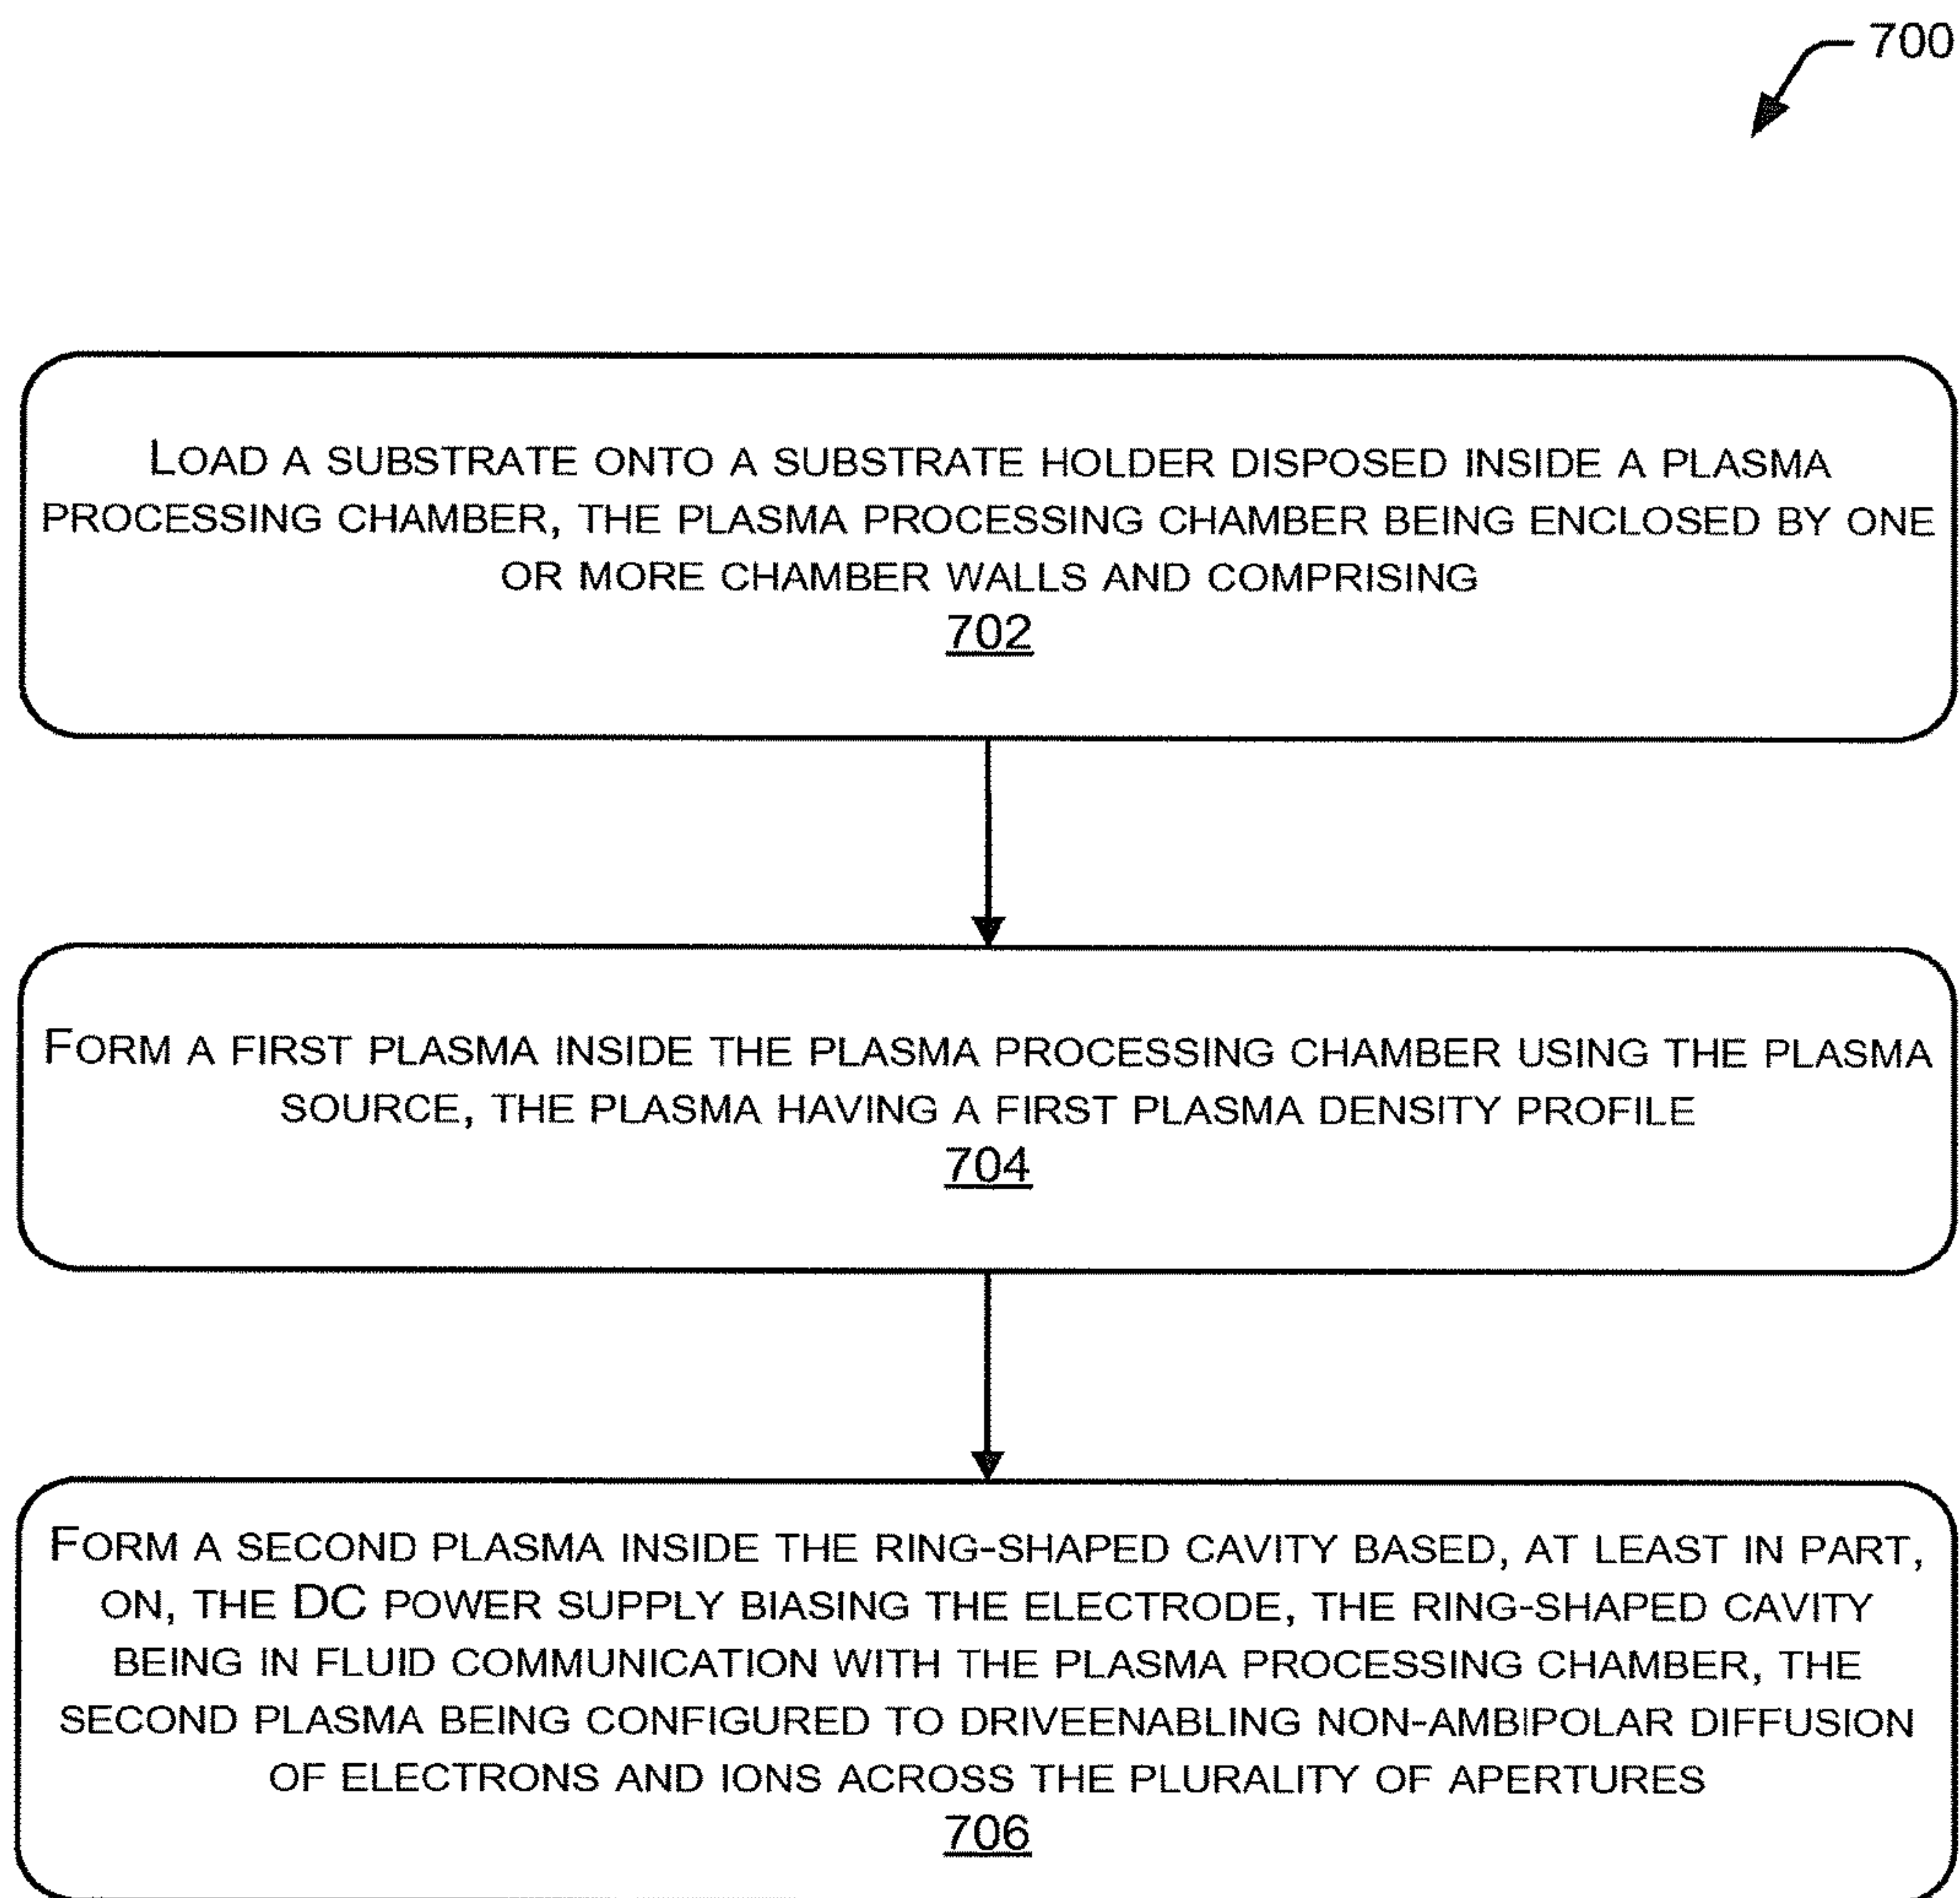 700
LOAD A SUBSTRATE ONTO A SUBSTRATE HOLDER DISPOSED INSIDE A PLASMA
PROCESSING CHAMBER, THE PLASMA PROCESSING CHAMBER BEING ENCLOSED BY ONE
OR MORE CHAMBER WALLS AND COMPRISING
702
FORM A FIRST PLASMA INSIDE THE PLASMA PROCESSING CHAMBER USING THE PLASMA
SOURCE, THE PLASMA HAVING A FIRST PLASMA DENSITY PROFILE
704
FORM A SECOND PLASMA INSIDE THE RING-SHAPED CAVITY BASED, AT LEAST IN PART,
ON, THE DC POWER SUPPLY BIASING THE ELECTRODE, THE RING-SHAPED CAVITY
BEING IN FLUID COMMUNICATION WITH THE PLASMA PROCESSING CHAMBER, THE
SECOND PLASMA BEING CONFIGURED TO DRIVEENABLING NON-AMBIPOLAR DIFFUSION
OF ELECTRONS AND IONS ACROSS THE PLURALITY OF APERTURES
706